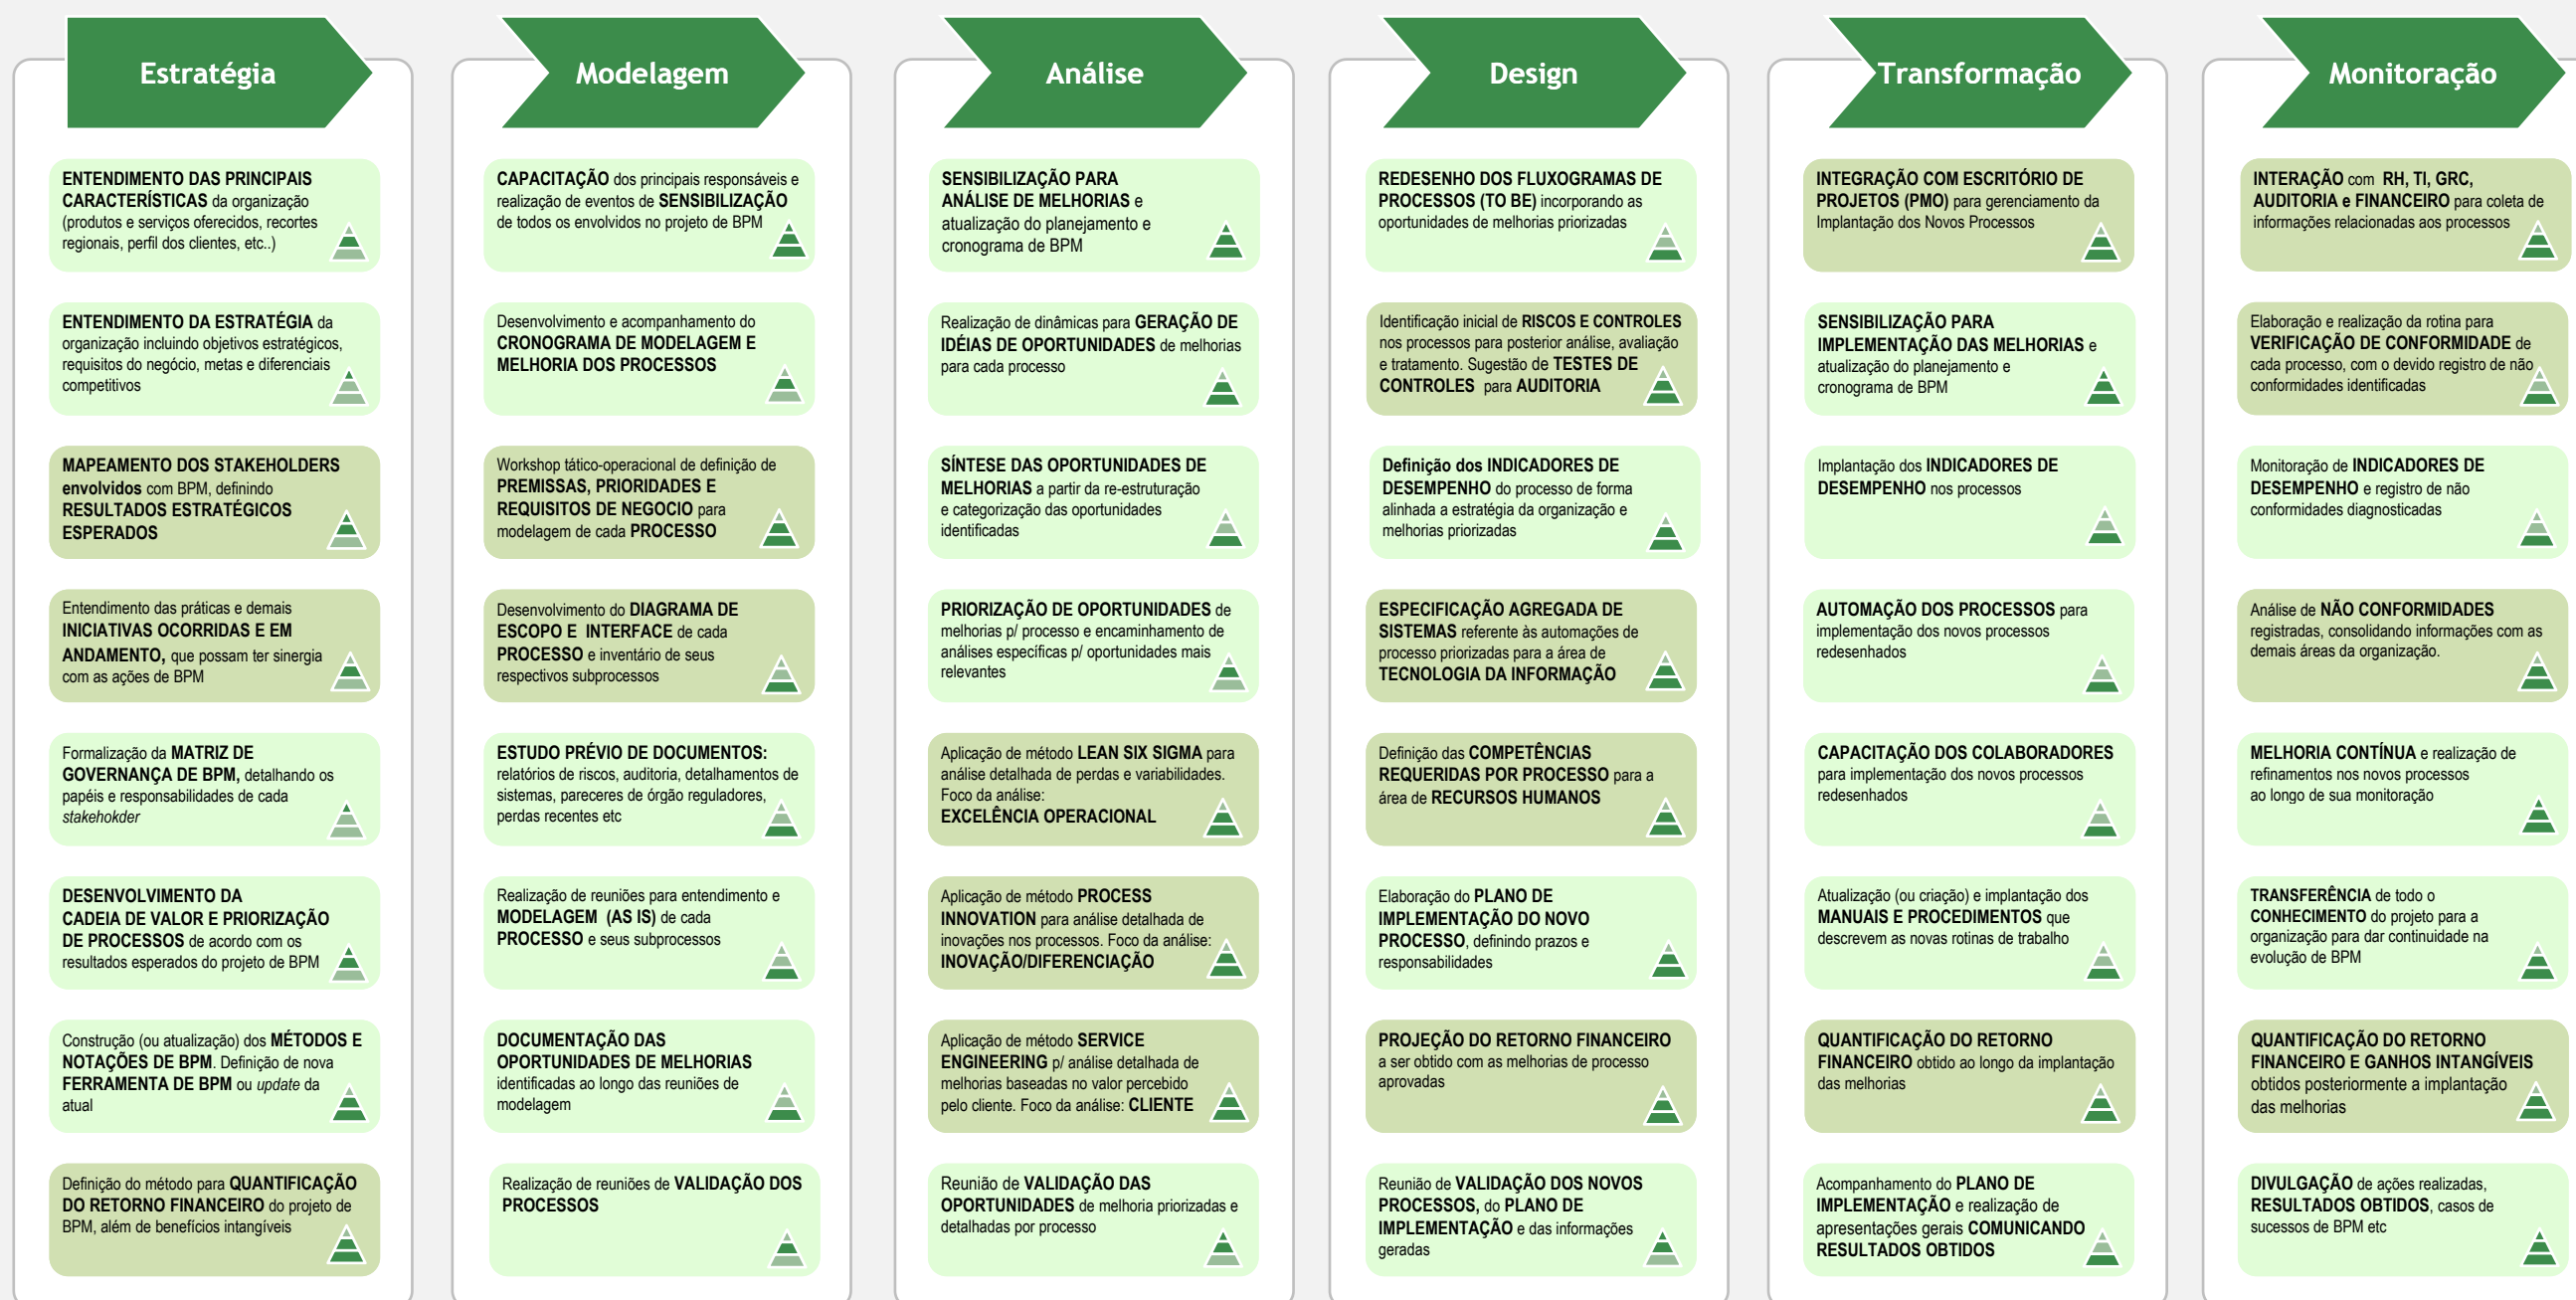 Estratégia
ENTENDIMENTO DAS PRINCIPAIS
CARACTERÍSTICAS da organização
(produtos e serviços oferecidos, recortes
regionais, perfil dos clientes, etc..)
ENTENDIMENTO DA ESTRATÉGIA da
organização incluindo objetivos estratégicos,
requisitos do negócio, metas e diferenciais
competitivos
MAPEAMENTO DOS STAKEHOLDERS
envolvidos com BPM, definindo
RESULTADOS ESTRATÉGICOS
ESPERADOS
Entendimento das práticas e demais
INICIATIVAS OCORRIDAS E EM
ANDAMENTO, que possam ter sinergia
com as ações de BPM
Formalização da MATRIZ DE
GOVERNANÇA DE BPM, detalhando os
papéis e responsabilidades de cada
stakehokder
DESENVOLVIMENTO DA
CADEIA DE VALOR E PRIORIZAÇÃO
DE PROCESSOS de acordo com os
resultados esperados do projeto de BPM
Construção (ou atualização) dos MÉTODOS E
NOTAÇÕES DE BPM. Definição de nova
FERRAMENTA DE BPM ou update da
atual
Definição do método para QUANTIFICAÇÃO
DO RETORNO FINANCEIRO do projeto de
BPM, além de benefícios intangíveis
Modelagem
CAPACITAÇÃO dos principais responsáveis e
realização de eventos de SENSIBILIZAÇÃO
de todos os envolvidos no projeto de BPM
Desenvolvimento e acompanhamento do
CRONOGRAMA DE MODELAGEM E
MELHORIA DOS PROCESSOS
Workshop tático-operacional de definição de
PREMISSAS, PRIORIDADES E
REQUISITOS DE NEGOCIO para
modelagem de cada PROCESSO
Desenvolvimento do DIAGRAMA DE
ESCOPO E INTERFACE de cada
PROCESSO e inventário de seus
respectivos subprocessos
ESTUDO PRÉVIO DE DOCUMENTOS:
relatórios de riscos, auditoria, detalhamentos de
sistemas, pareceres de órgão reguladores,
perdas recentes etc
Realização de reuniões para entendimento e
MODELAGEM (AS IS) de cada
PROCESSO e seus subprocessos
DOCUMENTAÇÃO DAS
OPORTUNIDADES DE MELHORIAS
identificadas ao longo das reuniões de
modelagem
Realização de reuniões de VALIDAÇÃO DOS
PROCESSOS
Análise
SENSIBILIZAÇÃO PARA
ANÁLISE DE MELHORIAS e
atualização do planejamento e
cronograma de BPM
Realização de dinâmicas para GERAÇÃO DE
IDÉIAS DE OPORTUNIDADES de melhorias
para cada processo
SÍNTESE DAS OPORTUNIDADES DE
MELHORIAS a partir da re-estruturação
e categorização das oportunidades
identificadas
PRIORIZAÇÃO DE OPORTUNIDADES de
melhorias p/ processo e encaminhamento de
análises específicas p/ oportunidades mais
relevantes
Aplicação de método LEAN SIX SIGMA para
análise detalhada de perdas e variabilidades.
Foco da análise:
EXCELÊNCIA OPERACIONAL
Aplicação de método PROCESS
INNOVATION para análise detalhada de
inovações nos processos. Foco da análise:
INOVAÇÃO/DIFERENCIAÇÃO
Aplicação de método SERVICE
ENGINEERING p/ análise detalhada de
melhorias baseadas no valor percebido
pelo cliente. Foco da análise: CLIENTE
Reunião de VALIDAÇÃO DAS
OPORTUNIDADES de melhoria priorizadas e
detalhadas por processo
Design
REDESENHO DOS FLUXOGRAMAS DE
PROCESSOS (TO BE) incorporando as
oportunidades de melhorias priorizadas
Identificação inicial de RISCOS E CONTROLES
nos processos para posterior análise, avaliação
e tratamento. Sugestão de TESTES DE
CONTROLES para AUDITORIA
Definição dos INDICADORES DE
DESEMPENHO do processo de forma
alinhada a estratégia da organização e
melhorias priorizadas
ESPECIFICAÇÃO AGREGADA DE
SISTEMAS referente às automações de
processo priorizadas para a área de
TECNOLOGIA DA INFORMAÇÃO
Definição das COMPETÊNCIAS
REQUERIDAS POR PROCESSO para a
área de RECURSOS HUMANOS
Elaboração do PLANO DE
IMPLEMENTAÇÃO DO NOVO
PROCESSO, definindo prazos e
responsabilidades
PROJEÇÃO DO RETORNO FINANCEIRO
a ser obtido com as melhorias de processo
aprovadas
Reunião de VALIDAÇÃO DOS NOVOS
PROCESSOS, do PLANO DE
IMPLEMENTAÇÃO e das informações
geradas
Transformação
INTEGRAÇÃO COM ESCRITÓRIO DE
PROJETOS (PMO) para gerenciamento da
Implantação dos Novos Processos
SENSIBILIZAÇÃO PARA
IMPLEMENTAÇÃO DAS MELHORIAS e
atualização do planejamento e
cronograma de BPM
Implantação dos INDICADORES DE
DESEMPENHO nos processos
AUTOMAÇÃO DOS PROCESSOS para
implementação dos novos processos
redesenhados
CAPACITAÇÃO DOS COLABORADORES
para implementação dos novos processos
redesenhados
Atualização (ou criação) e implantação dos
MANUAIS E PROCEDIMENTOS que
descrevem as novas rotinas de trabalho
QUANTIFICAÇÃO DO RETORNO
FINANCEIRO obtido ao longo da implantação
das melhorias
Acompanhamento do PLANO DE
IMPLEMENTAÇÃO e realização de
apresentações gerais COMUNICANDO
RESULTADOS OBTIDOS
Monitoração
INTERAÇÃO com RH, TI, GRC,
AUDITORIA e FINANCEIRO para coleta de
informações relacionadas aos processos
Elaboração e realização da rotina para
VERIFICAÇÃO DE CONFORMIDADE de
cada processo, com o devido registro de não
conformidades identificadas
Monitoração de INDICADORES DE
DESEMPENHO e registro de não
conformidades diagnosticadas
Análise de NÃO CONFORMIDADES
registradas, consolidando informações com as
demais áreas da organização.
MELHORIA CONTÍNUA e realização de
refinamentos nos novos processos
ao longo de sua monitoração
TRANSFERÊNCIA de todo o
CONHECIMENTO do projeto para a
organização para dar continuidade na
evolução de BPM
QUANTIFICAÇÃO DO RETORNO
FINANCEIRO E GANHOS INTANGÍVEIS
obtidos posteriormente a implantação
das melhorias
DIVULGAÇÃO de ações realizadas,
RESULTADOS OBTIDOS, casos de
sucessos de BPM etc